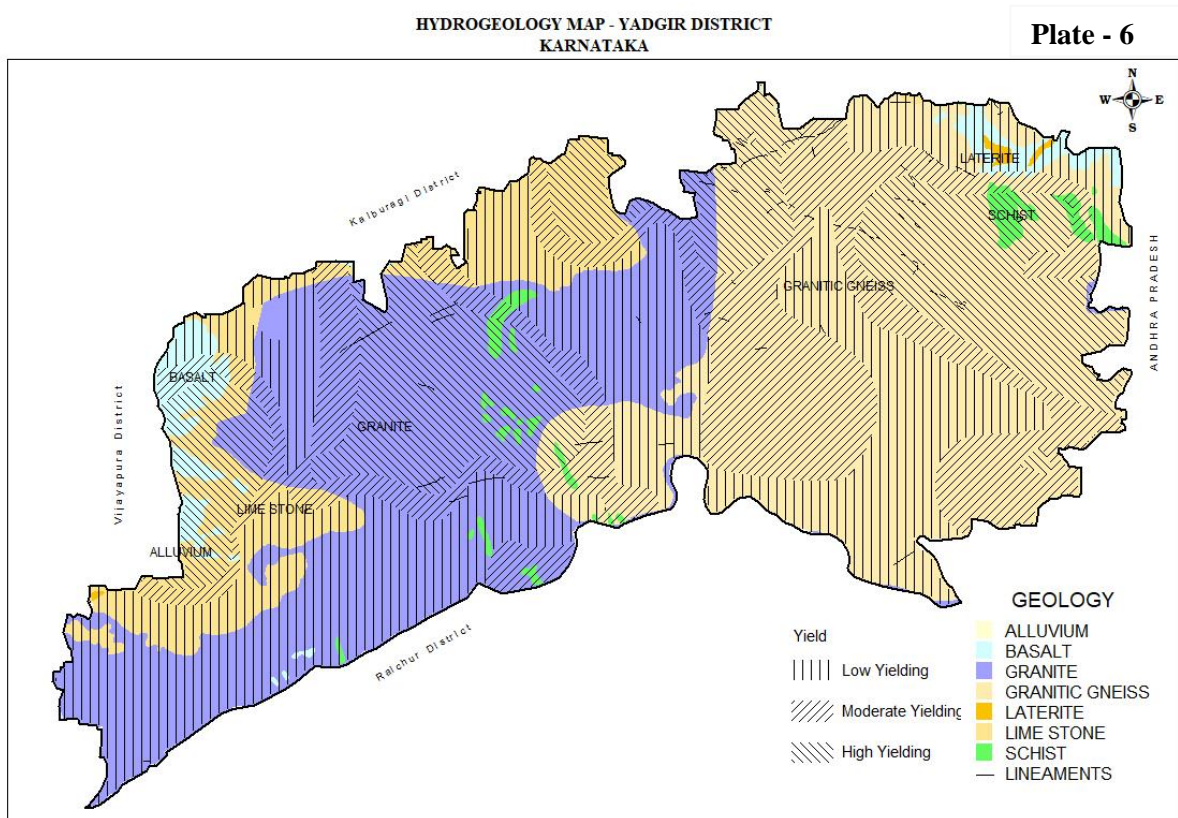 HYDROGEOLOGY MAP - YADGIR DISTRICT
KARNATAKA
Plate - 6
N
W
E
S
Kalburagi District
LATERITE
SCHIST
GRANITIC GNEISS
ANDHRA PRADESH
BASALT
GRANITE
Vijayapura District
LIME STONE
ALLUVIUM
Raichur District
Yield
Low Yielding
Moderate Yielding
High Yielding
GEOLOGY
ALLUVIUM
BASALT
GRANITE
GRANITIC GNEISS
LATERITE
LIME STONE
SCHIST
LINEAMENTS